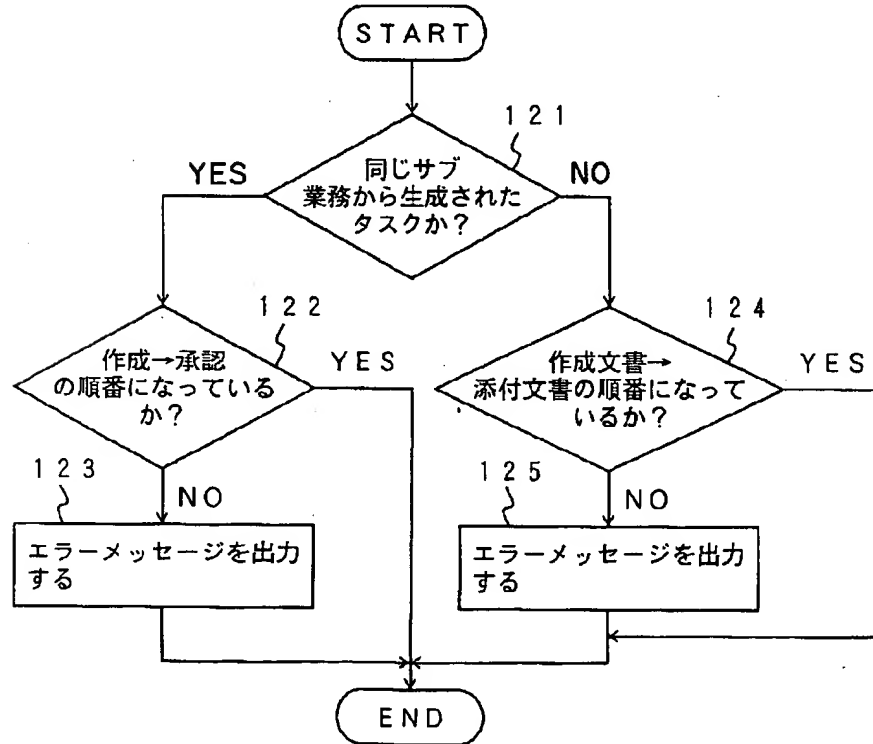 START
121
YES
同じサブ
業務から生成された
タスクか？
NO
122
作成→承認
の順番になっている
か？
YES
124
作成文書→
添付文書の順番になって
いるか？
YES
123
NO
エラーメッセージを出力
する
125
NO
エラーメッセージを出力
する
END